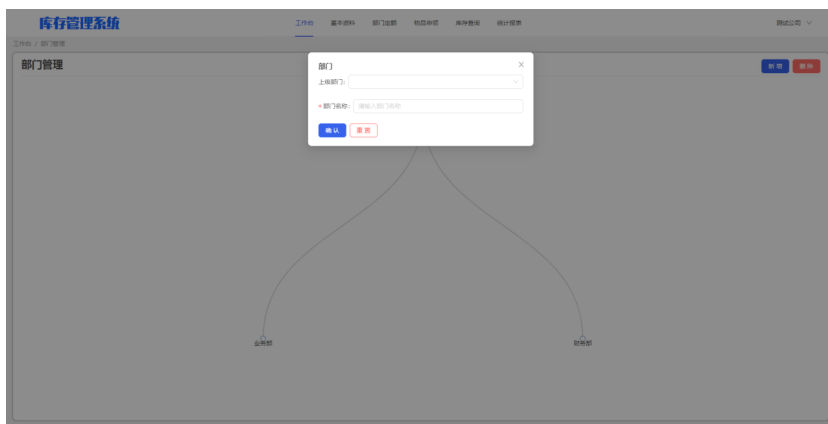 库存管理系统
工作台 基本资料 部门出颜 物品申领 库存查询 统计报表
测试公司
工作台 / 部门管理
部门管理
新 增 删 除
部门
上级部门:
* 部门名称: 请输入部门名称
确 认 重 置
业务部 财务部